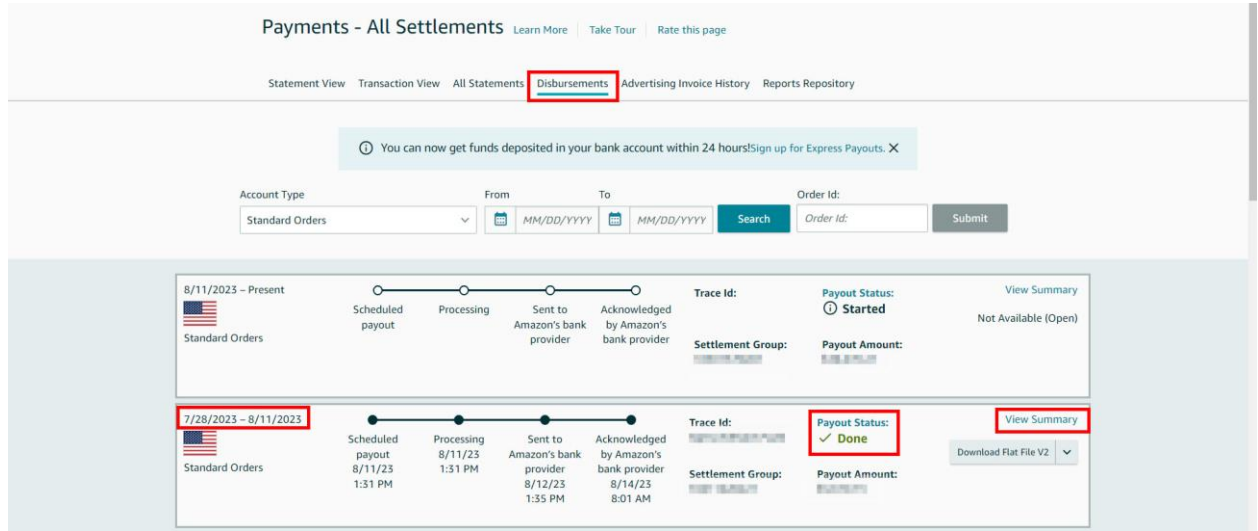 Payments - All Settlements Learn More Take Tour Rate this page
Statement View Transaction View All Statements Disbursements Advertising Invoice History Reports Repository
You can now get funds deposited in your bank account within 24 hours!Sign up for Express Payouts. X
Account Type From To Order Id:
Standard Orders MM/DD/YYYY MM/DD/YYYY Search Order Id: Submit
8/11/2023 – Present
Standard Orders
Scheduled
payout
Processing
Sent to
Amazon's bank
provider
Acknowledged
by Amazon's
bank provider
Trace Id:
Settlement Group:
Payout Status:
Started
Payout Amount:
View Summary
Not Available (Open)
7/28/2023 – 8/11/2023
Standard Orders
Scheduled
payout
8/11/23
1:31 PM
Processing
8/11/23
1:31 PM
Sent to
Amazon's bank
provider
8/12/23
1:35 PM
Acknowledged
by Amazon's
bank provider
8/14/23
8:01 AM
Trace Id:
Settlement Group:
Payout Status:
Done
Payout Amount:
View Summary
Download Flat File V2